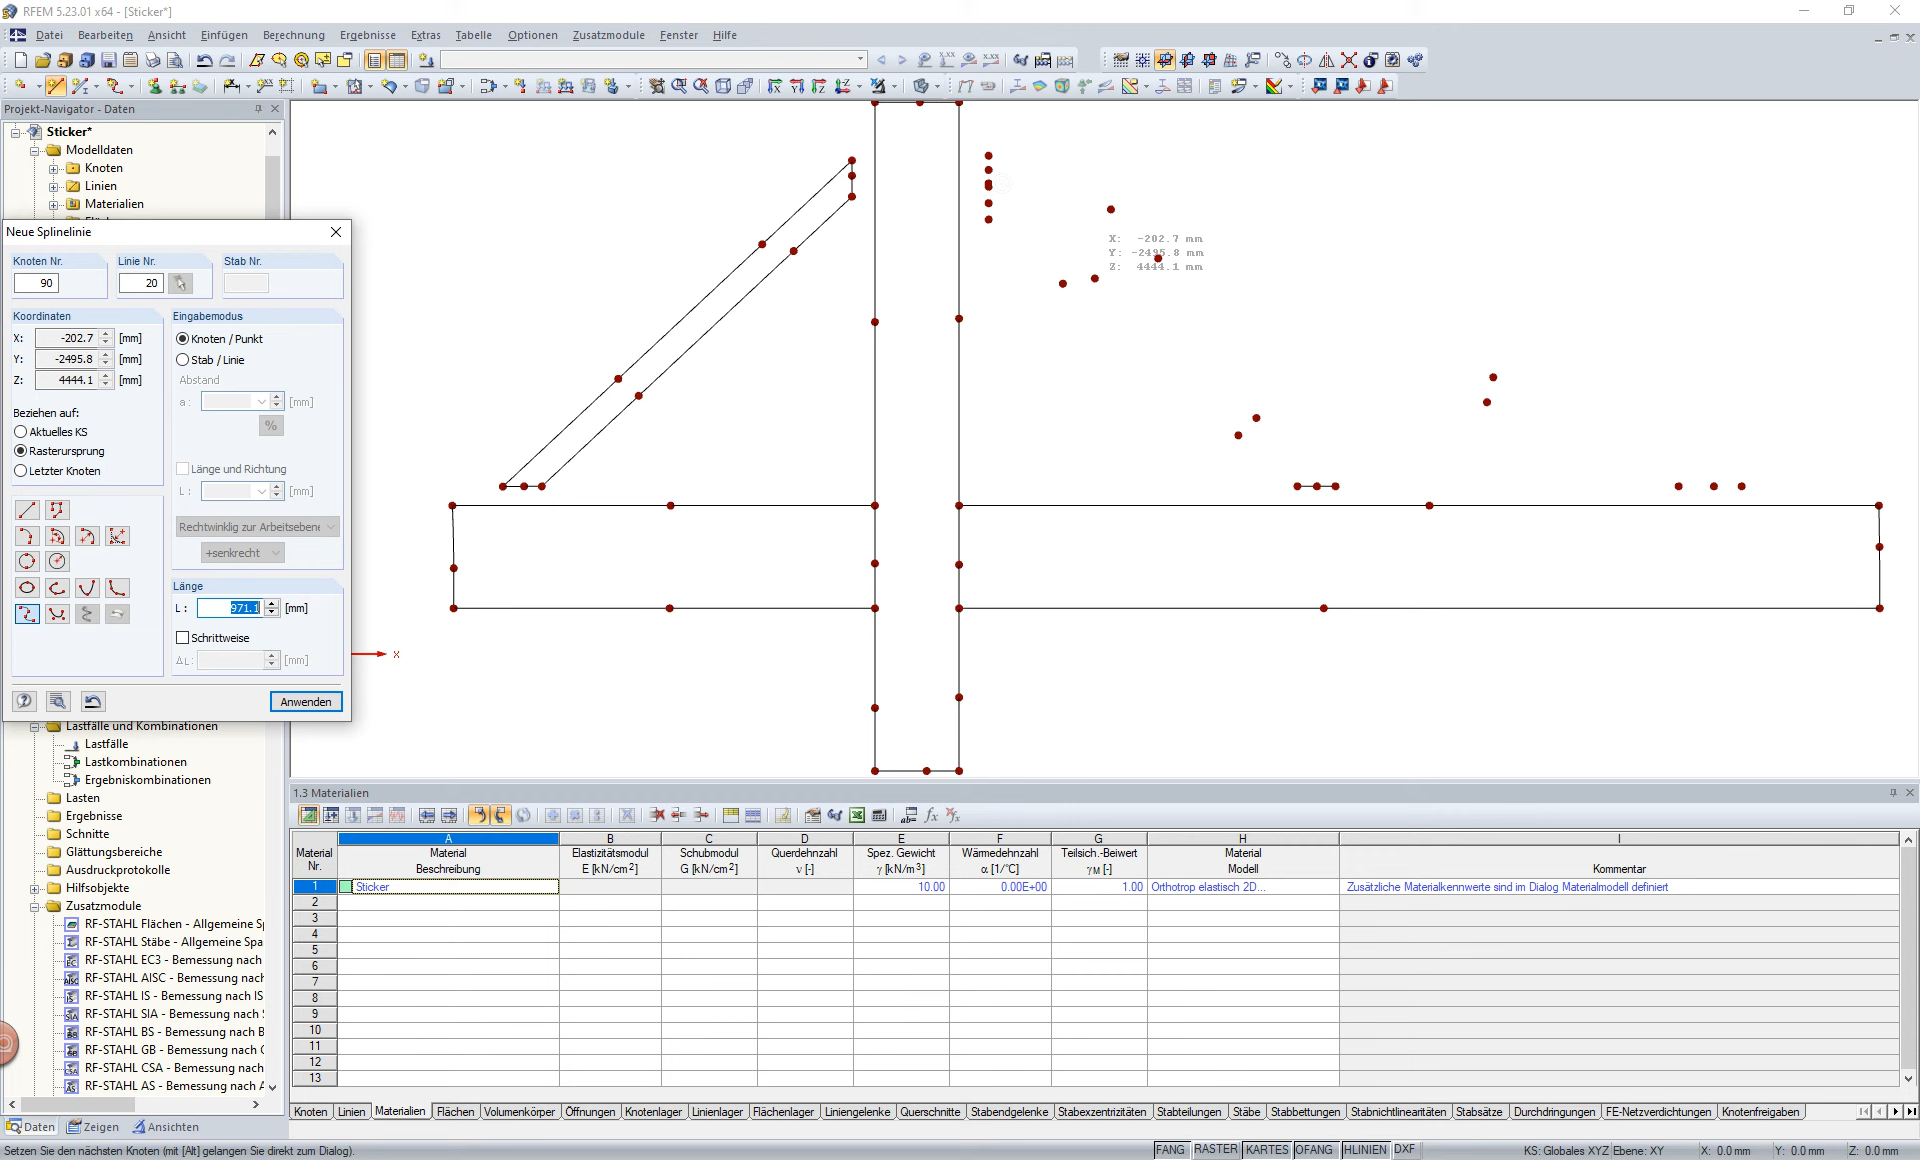 RFEM 5.23.01 x64 - [Sticker*]
Datei Bearbeiten Ansicht Einfügen Berechnung Ergebnisse Extras Tabelle Optionen Zusatzmodule Fenster Hilfe
Projekt-Navigator - Daten
Sticker*
Modelldaten
Knoten
Linien
Materialien
Neue Splinelinie
Knoten Nr. Linie Nr. Stab Nr.
90 20
Koordinaten Eingabemodus
X: -202.7 [mm] Knoten / Punkt
Y: -2495.8 [mm] Stab / Linie
Z: 4444.1 [mm] Abstand
a: [mm]
Beziehen auf:
Aktuelles KS %
Rasterursprung
Letzter Knoten Länge und Richtung
L: [mm]
Rechtwinklig zur Arbeitsebene
+senkrecht
Länge
L: 971.1 [mm]
Schrittweise
ΔL: [mm]
Anwenden
X: -202.7 mm
Y: -2495.8 mm
Z: 4444.1 mm
x
Lastfälle und Kombinationen
Lastfälle
Lastkombinationen
Ergebniskombinationen
Lasten
Ergebnisse
Schnitte
Glättungsbereiche
Ausdruckprotokolle
Hilfsobjekte
Zusatzmodule
RF-STAHL Flächen - Allgemeine Sp
RF-STAHL Stäbe - Allgemeine Spa
RF-STAHL EC3 - Bemessung nach
RF-STAHL AISC - Bemessung nach
RF-STAHL IS - Bemessung nach IS
RF-STAHL SIA - Bemessung nach S
RF-STAHL BS - Bemessung nach B
RF-STAHL GB - Bemessung nach G
RF-STAHL CSA - Bemessung nach
RF-STAHL AS - Bemessung nach A
Daten Zeigen Ansichten
1.3 Materialien
A B C D E F G H I
Material Material Elastizitätsmodul Schubmodul Querdehnzahl Spez. Gewicht Wärmedehnzahl Teilsich.-Beiwert Material
Nr. Beschreibung E [kN/cm²] G [kN/cm²] ν [-] γ [kN/m³] α [1/°C] γM [-] Modell Kommentar
1 Sticker 10.00 0.00E+00 1.00 Orthotrop elastisch 2D... Zusätzliche Materialkennwerte sind im Dialog Materialmodell definiert
2
3
4
5
6
7
8
9
10
11
12
13
Knoten Linien Materialien Flächen Volumenkörper Öffnungen Knotenlager Linienlager Flächenlager Liniengelenke Querschnitte Stabendgelenke Stabexzentrizitäten Stabteilungen Stäbe Stabbettungen Stabnichtlinearitäten Stabsätze Durchdringungen FE-Netzverdichtungen Knotenfreigaben
Setzen Sie den nächsten Knoten (mit [Alt] gelangen Sie direkt zum Dialog). FANG RASTER KARTES OFANG HLINIEN DXF KS: Globales XYZ Ebene: XY X: 0.0 mm Y: 0.0 mm Z: 0.0 mm